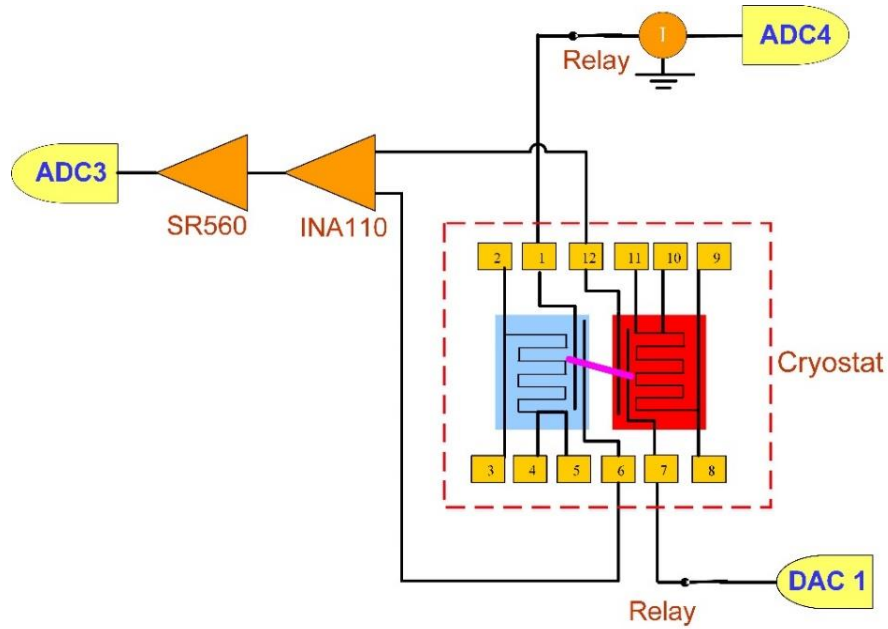 I
ADC4
Relay
ADC3
SR560
INA110
2
1
12
11
10
9
Cryostat
3
4
5
6
7
8
DAC 1
Relay